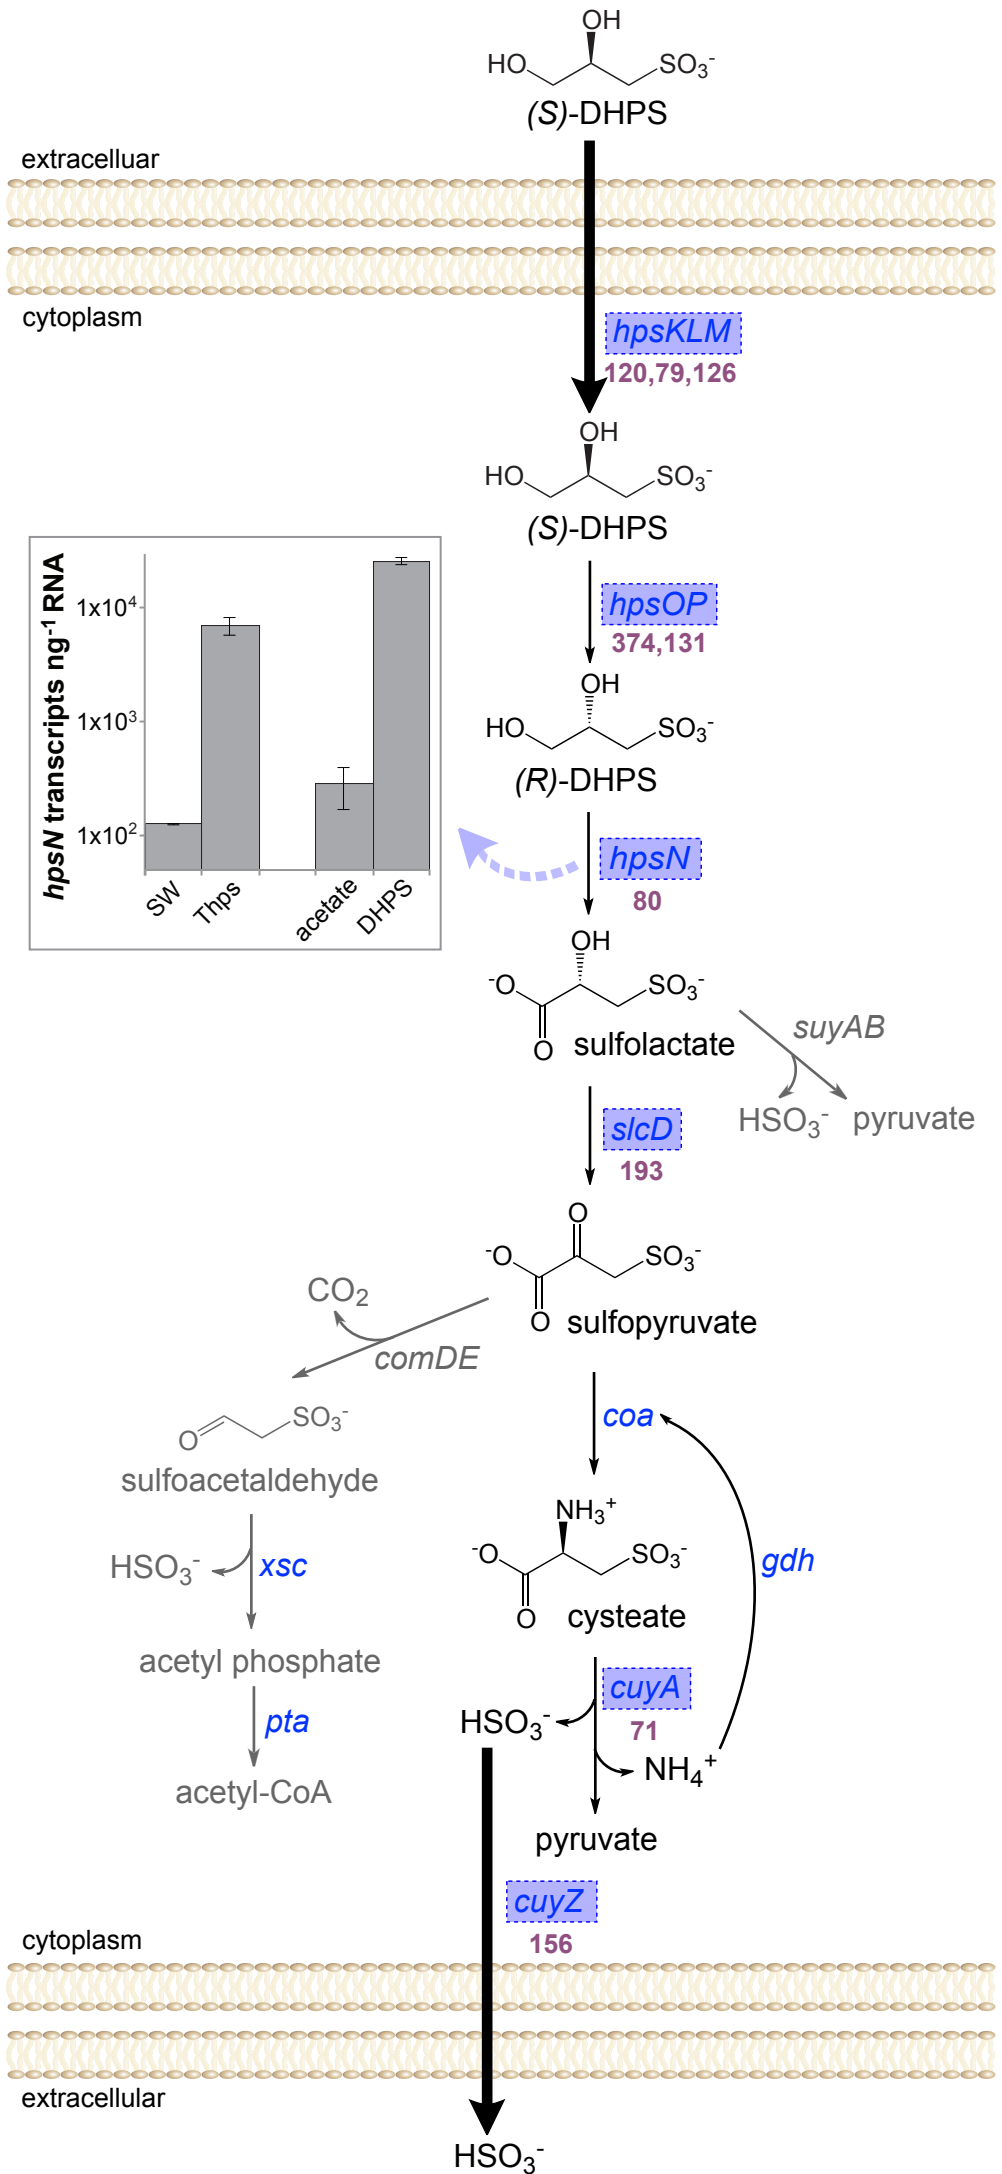 OH
HO
SO₃⁻
(S)-DHPS
extracelluar
cytoplasm
hpsKLM
120,79,126
OH
HO
SO₃⁻
(S)-DHPS
hpsOP
374,131
OH
HO
SO₃⁻
(R)-DHPS
hpsN transcripts ng⁻¹ RNA
1x10⁴
1x10³
1x10²
SW
Thps
acetate
DHPS
hpsN
80
OH
⁻O
SO₃⁻
O
sulfolactate
suyAB
HSO₃⁻ pyruvate
slcD
193
O
⁻O
SO₃⁻
O
sulfopyruvate
CO₂
comDE
O
SO₃⁻
sulfoacetaldehyde
HSO₃⁻
xsc
acetyl phosphate
pta
acetyl-CoA
coa
NH₃⁺
⁻O
SO₃⁻
O
cysteate
gdh
cuyA
71
HSO₃⁻
NH₄⁺
pyruvate
cuyZ
156
cytoplasm
extracellular
HSO₃⁻